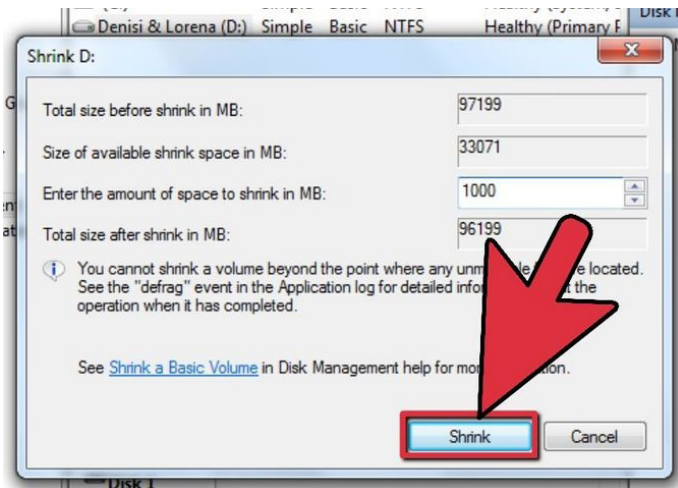 Denisi & Lorena (D:) Simple Basic NTFS Healthy (Primary
Shrink D:
Total size before shrink in MB: 97199
Size of available shrink space in MB: 33071
Enter the amount of space to shrink in MB: 1000
Total size after shrink in MB: 96199
You cannot shrink a volume beyond the point where any located.
See the "defrag" event in the Application log for detailed the
operation when it has completed.
See Shrink a Basic Volume in Disk Management help for
Shrink Cancel
Disk 1